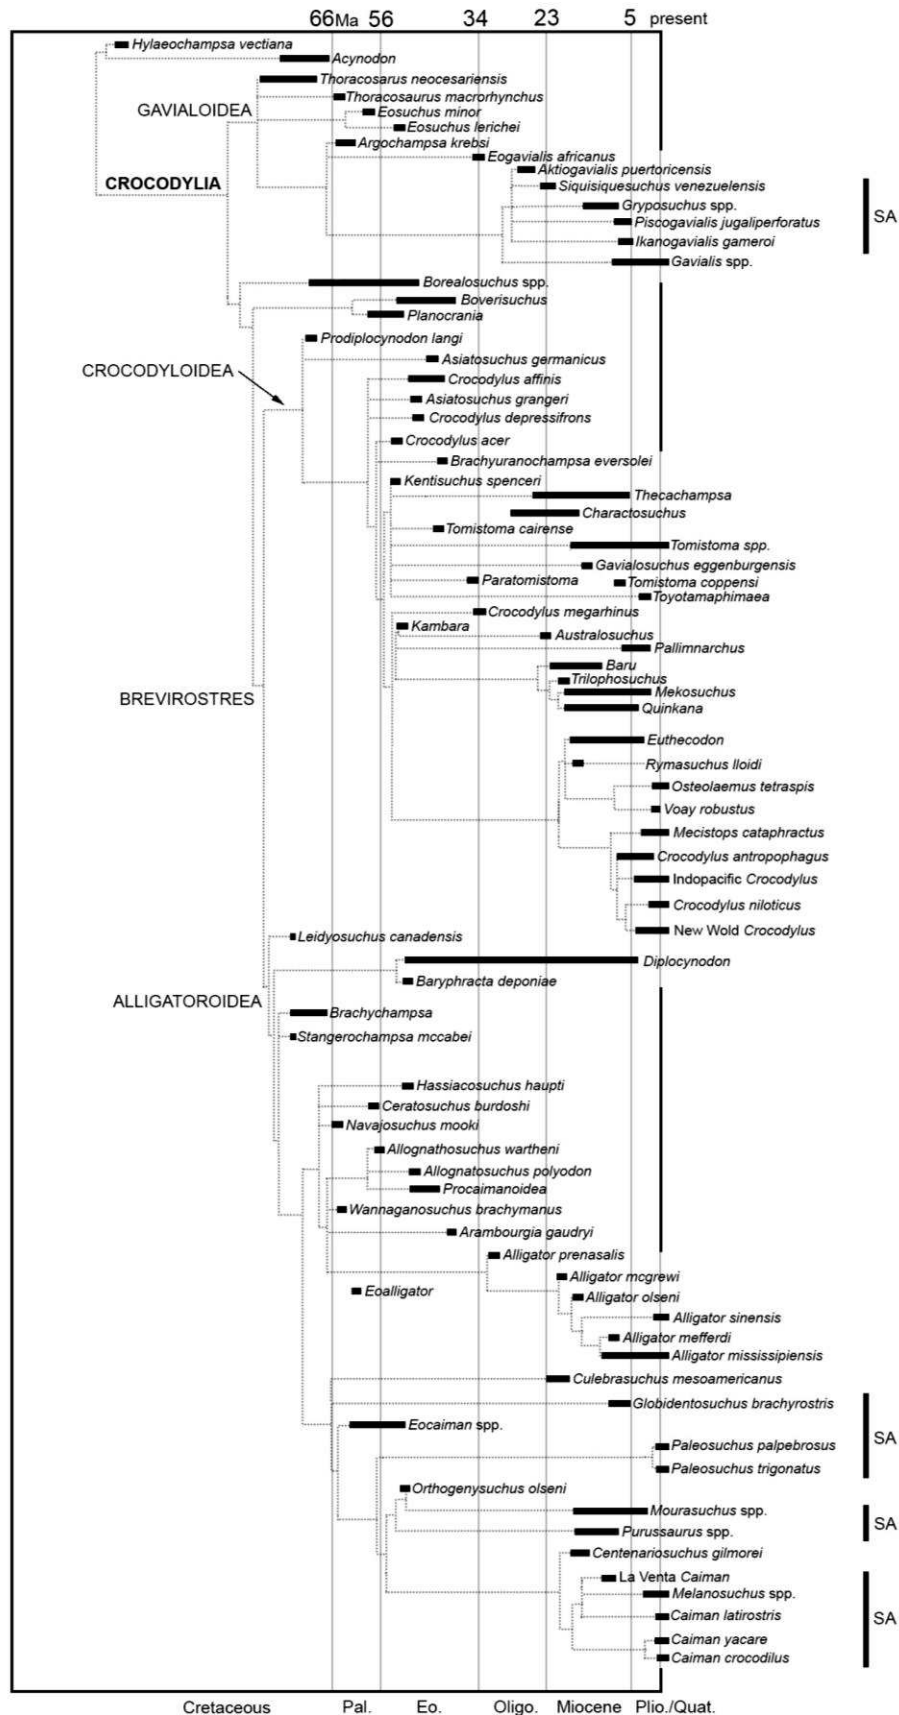 66Ma 56 34 23 5 present
Hylaeochampsa vectiana
Acynodon
Thoracosarus neocesariensis
GAVIALOIDEA
Thoracosaurus macrorhynchus
Eosuchus minor
Eosuchus lerichei
Argochampsa krebsi
Eogavialis africanus
Aktiogavialis puertoricensis
CROCODYLIA
Siquisiquesuchus venezuelensis
Gryposuchus spp.
SA
Piscogavialis jugaliperforatus
Ikanogavialis gameroi
Gavialis spp.
Borealosuchus spp.
Boverisuchus
Planocrania
Prodiplocynodon langi
Asiatosuchus germanicus
CROCODYLOIDEA
Crocodylus affinis
Asiatosuchus grangeri
Crocodylus depressifrons
Crocodylus acer
Brachyuranochampsa eversolei
Kentisuchus spenceri
Thecachampsa
Charactosuchus
Tomistoma cairense
Tomistoma spp.
Gavialosuchus eggenburgensis
Paratomistoma
Tomistoma coppensi
Toyotamaphimaea
Crocodylus megarhinus
Kambara
Australosuchus
Pallimnarchus
Baru
Trilophosuchus
Mekosuchus
BREVIROSTRES
Quinkana
Euthecodon
Rymasuchus lloidi
Osteolaemus tetraspis
Voay robustus
Mecistops cataphractus
Crocodylus antropophagus
Indopacific Crocodylus
Crocodylus niloticus
New Wold Crocodylus
Leidyosuchus canadensis
Diplocynodon
Baryphracta deponiae
ALLIGATOROIDEA
Brachychampsa
Stangerochampsa mccabei
Hassiacosuchus haupti
Ceratosuchus burdoshi
Navajosuchus mooki
Allognathosuchus wartheni
Allognatosuchus polyodon
Procaimanoidea
Wannaganosuchus brachymanus
Arambourgia gaudryi
Alligator prenasalis
Alligator mcgrewi
Eoalligator
Alligator olseni
Alligator sinensis
Alligator mefferdi
Alligator mississipiensis
Culebrasuchus mesoamericanus
Globidentosuchus brachyrostris
Eocaiman spp.
SA
Paleosuchus palpebrosus
Paleosuchus trigonatus
Orthogenysuchus olseni
Mourasuchus spp.
SA
Purussaurus spp.
Centenariosuchus gilmorei
La Venta Caiman
Melanosuchus spp.
Caiman latirostris
SA
Caiman yacare
Caiman crocodilus
Cretaceous Pal. Eo. Oligo. Miocene Plio./Quat.